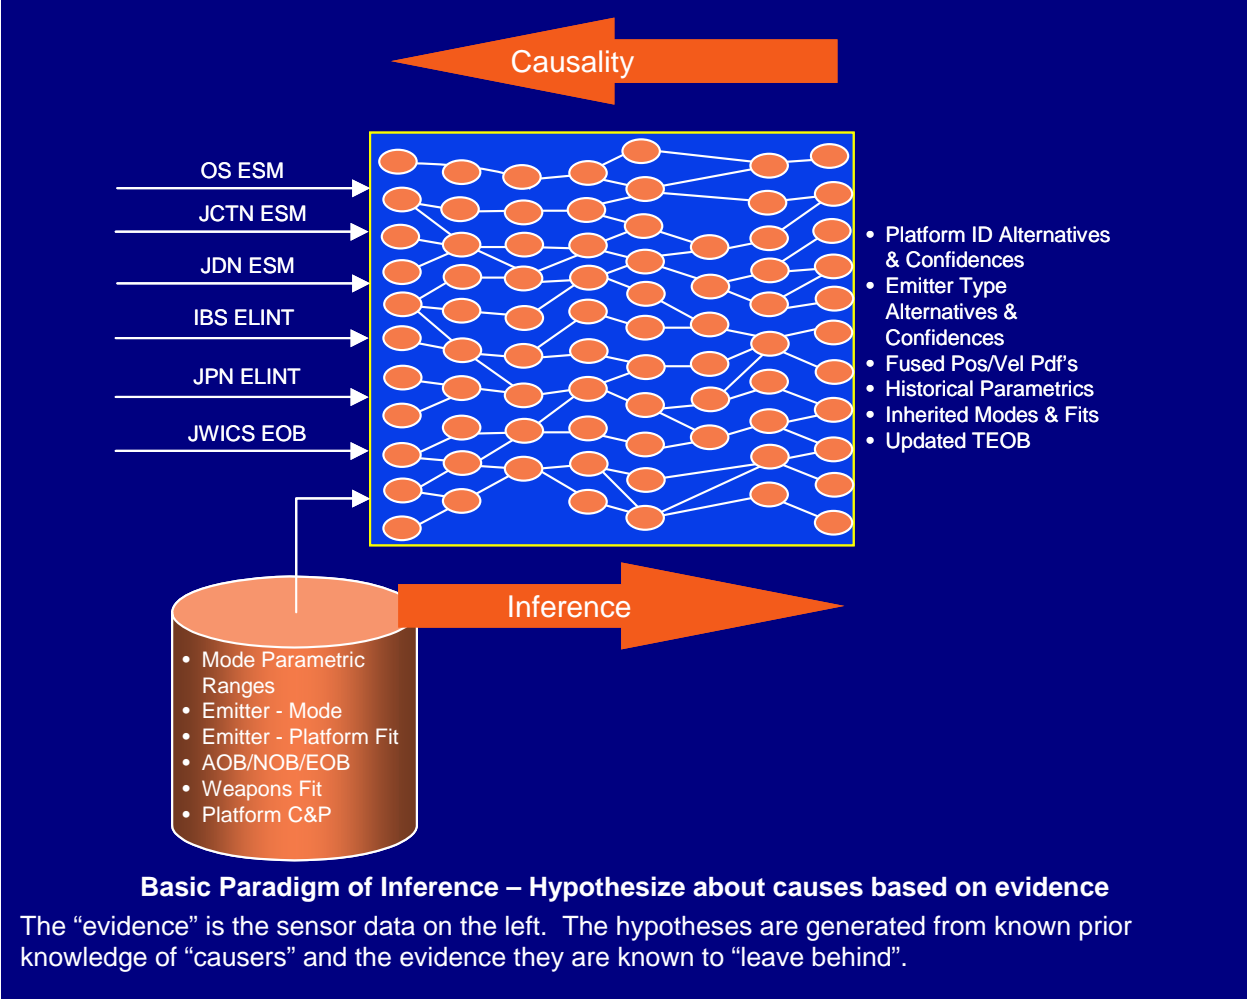 Causality
OS ESM
JCTN ESM
JDN ESM
IBS ELINT
JPN ELINT
JWICS EOB
• Platform ID Alternatives
& Confidences
• Emitter Type
Alternatives &
Confidences
• Fused Pos/Vel Pdf's
• Historical Parametrics
• Inherited Modes & Fits
• Updated TEOB
Inference
• Mode Parametric
Ranges
• Emitter - Mode
• Emitter - Platform Fit
• AOB/NOB/EOB
• Weapons Fit
• Platform C&P
Basic Paradigm of Inference – Hypothesize about causes based on evidence
The “evidence” is the sensor data on the left.  The hypotheses are generated from known prior
knowledge of “causers” and the evidence they are known to “leave behind”.